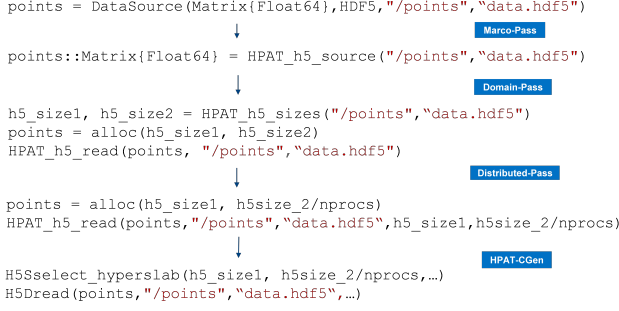 points = DataSource(Matrix{Float64},HDF5,"/points","data.hdf5")
Marco-Pass
points::Matrix{Float64} = HPAT_h5_source("/points",“data.hdf5")
Domain-Pass
h5_size1, h5_size2 = HPAT_h5_sizes("/points",“data.hdf5")
points = alloc(h5_size1, h5_size2)
HPAT_h5_read(points, "/points",“data.hdf5")
Distributed-Pass
points = alloc(h5_size1, h5size_2/nprocs)
HPAT_h5_read(points,"/points",“data.hdf5“,h5_size1,h5size_2/nprocs)
HPAT-CGen
H5Sselect_hyperslab(h5_size1, h5size_2/nprocs,…)
H5Dread(points,"/points",“data.hdf5“,…)